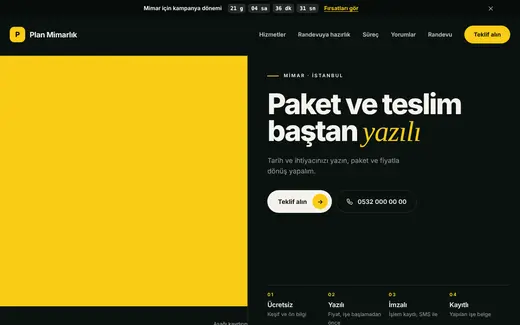 Mimar için kampanya dönemi 21 g 04 sa 36 dk 31 sn Fırsatları gör
P Plan Mimarlık Hizmetler Randevuya hazırlık Süreç Yorumlar Randevu Teklif alın
MİMAR · İSTANBUL
Paket ve teslim
baştan yazılı
Tarih ve ihtiyacınızı yazın, paket ve fiyatla
dönüş yapalım.
Teklif alın → 0532 000 00 00
01 02 03 04
Ücretsiz Yazılı İmzalı Kayıtlı
Keşif ve ön bilgi Fiyat, işe başlamadan önce İşlem kaydı, SMS ile Yapılan işe belge